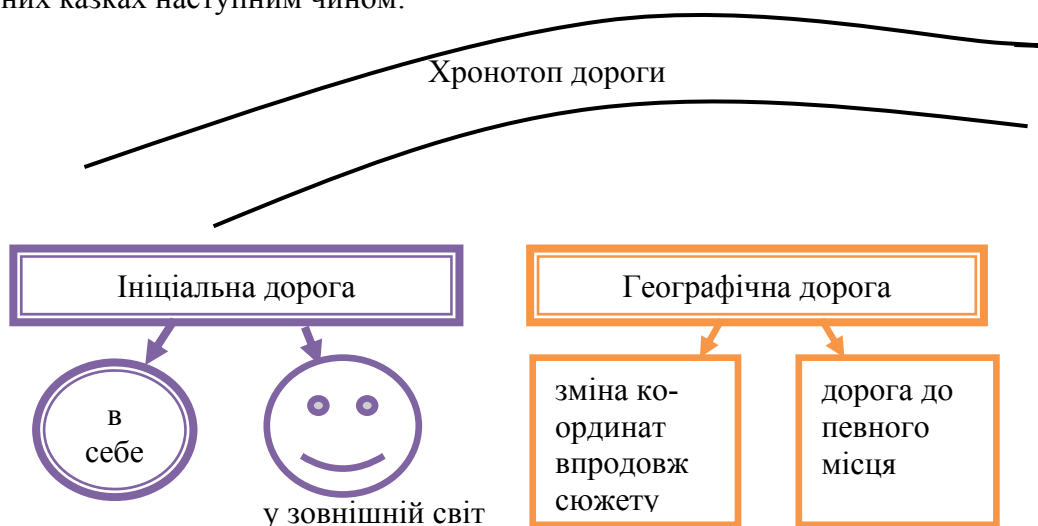 них казках наступним чином:
Хронотоп дороги
Ініціальна дорога
Географічна дорога
в
себе
у зовнішній світ
зміна ко-
ординат
впродовж
сюжету
дорога до
певного
місця